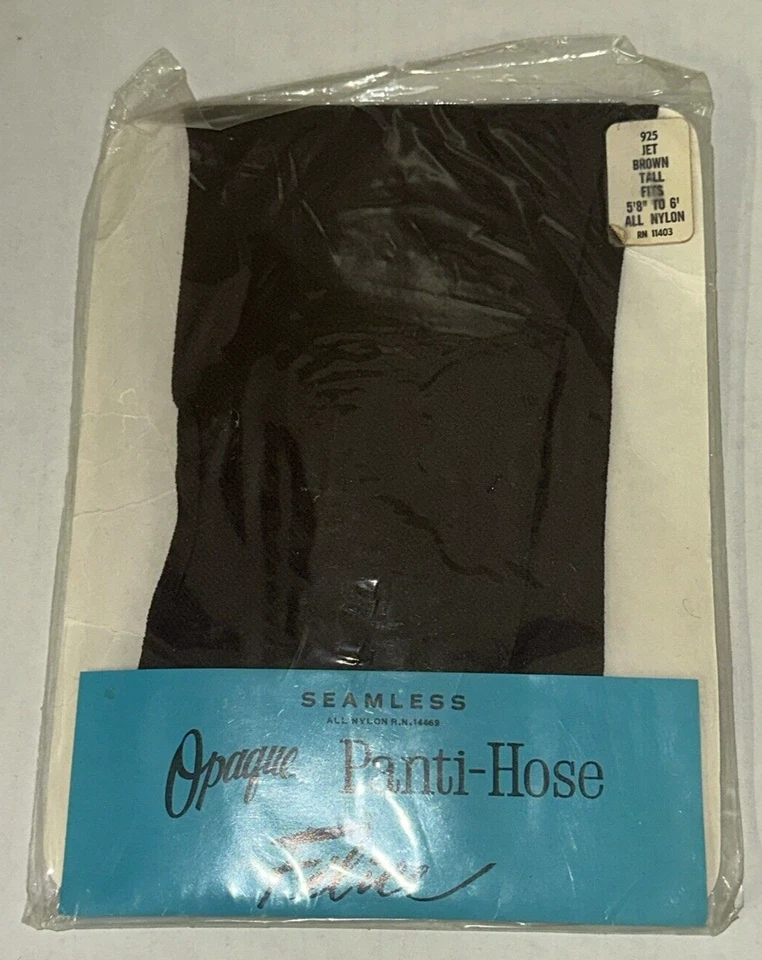 925
JET
BROWN
TALL
FITS
5'8" TO 6'
ALL NYLON
RN 11403
SEAMLESS
ALL NYLON R.N. 14469
Opaque Panti-Hose